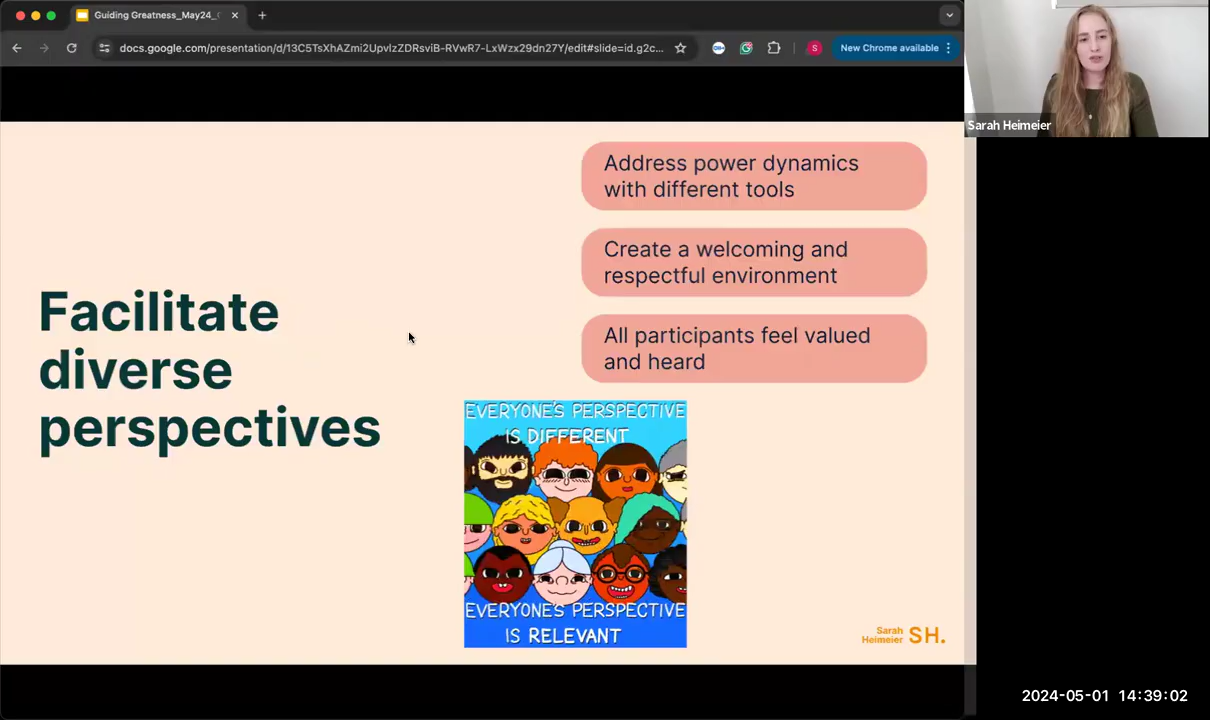 Guiding Greatness_May24_
docs.google.com/presentation/d/13C5TsXhAZmi2UpvIzZDRsviB-RVwR7-LxWzx29dn27Y/edit#slide=id.g2c...
S
New Chrome available
Sarah Heimeier
Address power dynamics
with different tools
Create a welcoming and
respectful environment
All participants feel valued
and heard
Facilitate
diverse
perspectives
EVERYONE'S PERSPECTIVE
IS DIFFERENT
EVERYONE'S PERSPECTIVE
IS RELEVANT
Sarah
Heimeier
SH.
2024-05-01 14:39:02